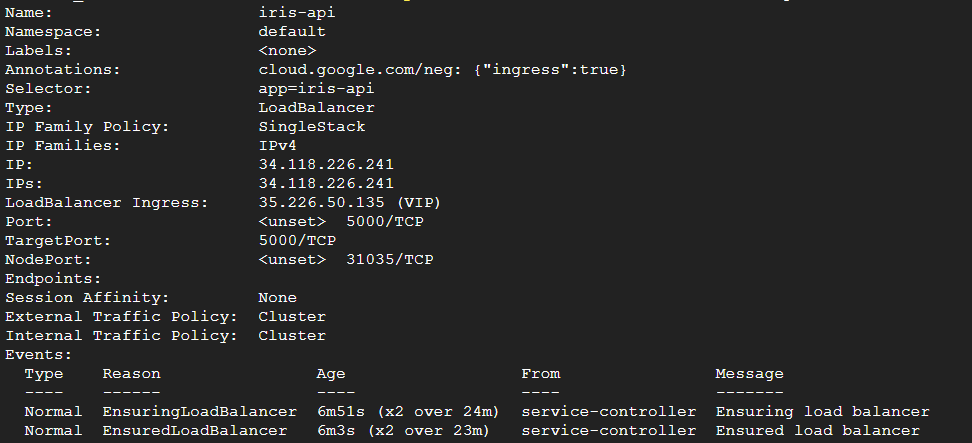 Name: iris-api
Namespace: default
Labels: <none>
Annotations: cloud.google.com/neg: {"ingress":true}
Selector: app=iris-api
Type: LoadBalancer
IP Family Policy: SingleStack
IP Families: IPv4
IP: 34.118.226.241
IPs: 34.118.226.241
LoadBalancer Ingress: 35.226.50.135 (VIP)
Port: <unset> 5000/TCP
TargetPort: 5000/TCP
NodePort: <unset> 31035/TCP
Endpoints:
Session Affinity: None
External Traffic Policy: Cluster
Internal Traffic Policy: Cluster
Events:
Type Reason Age From Message
---- ------ ---- ---- -------
Normal EnsuringLoadBalancer 6m51s (x2 over 24m) service-controller Ensuring load balancer
Normal EnsuredLoadBalancer 6m3s (x2 over 23m) service-controller Ensured load balancer